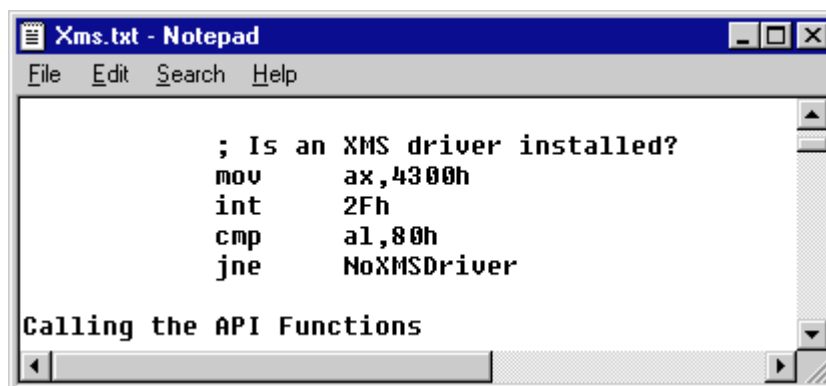 Xms.txt - Notepad
File Edit Search Help
; Is an XMS driver installed?
mov ax,4300h
int 2Fh
cmp al,80h
jne NoXMSDriver
Calling the API Functions